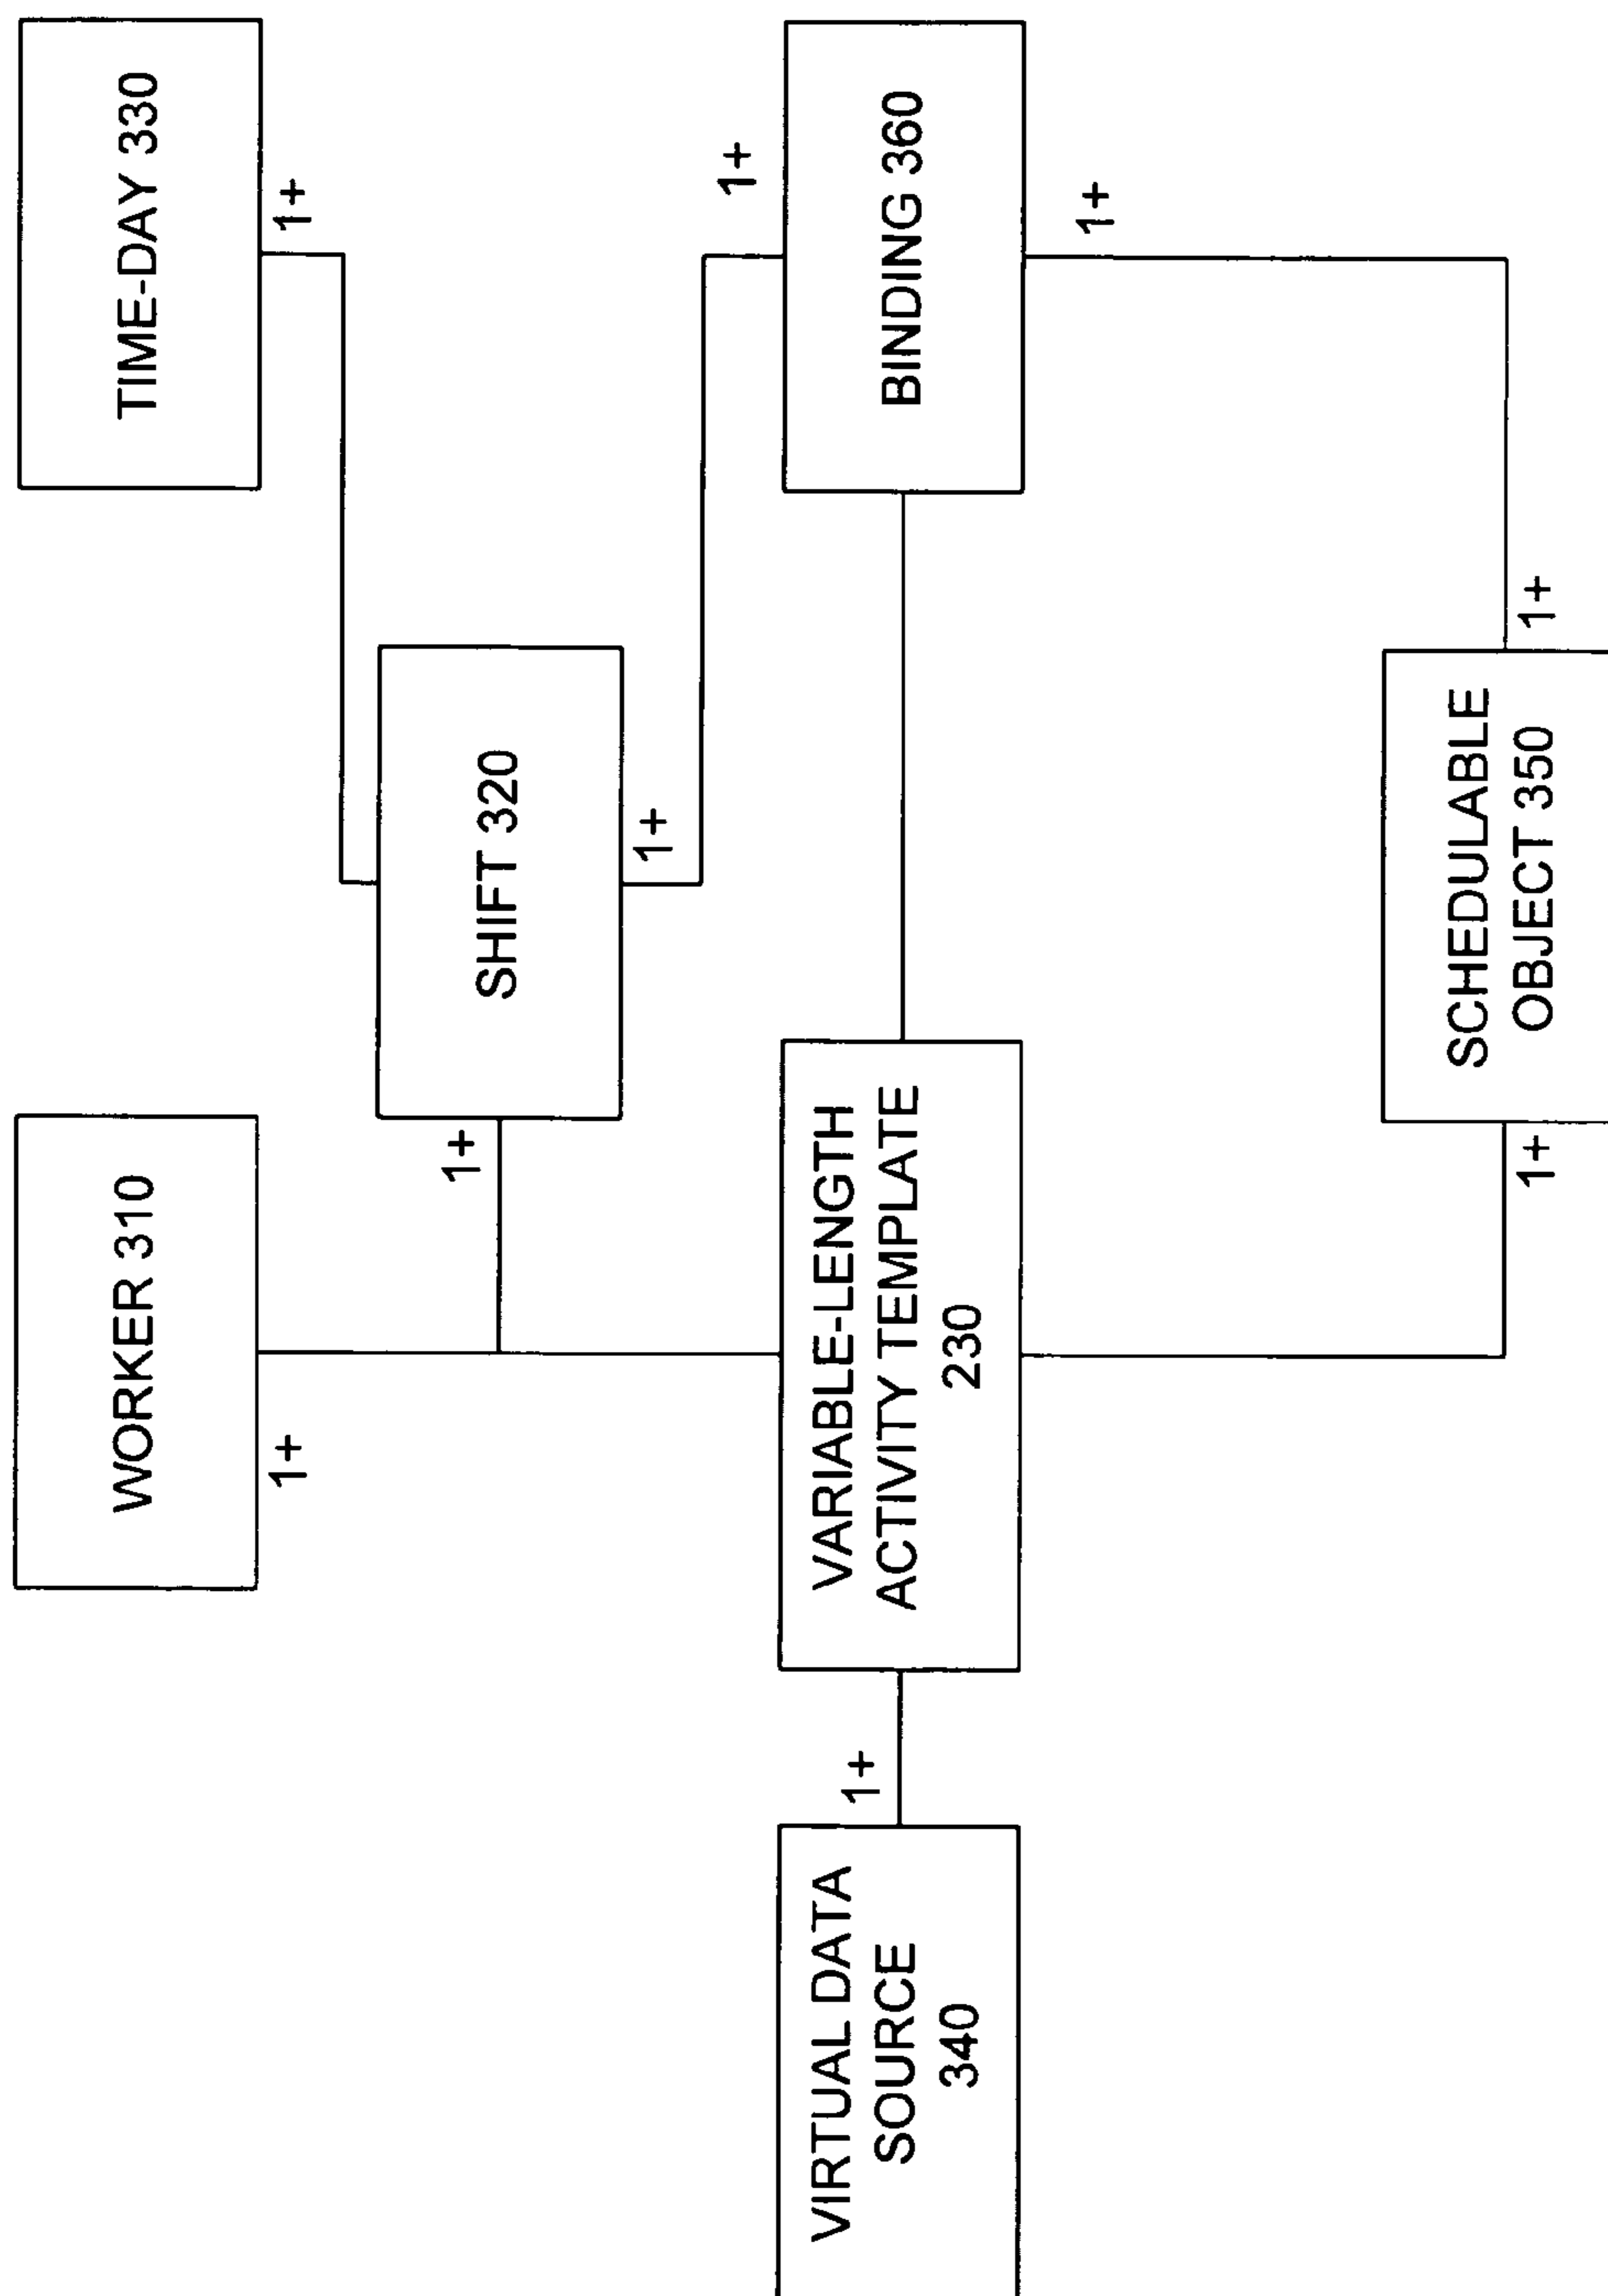 WORKER 310
TIME-DAY 330
1+
1+
1+
SHIFT 320
1+
1+
VIRTUAL DATA
SOURCE
340
1+
VARIABLE-LENGTH
ACTIVITY TEMPLATE
230
BINDING 360
1+
SCHEDULABLE
OBJECT 350
1+
1+